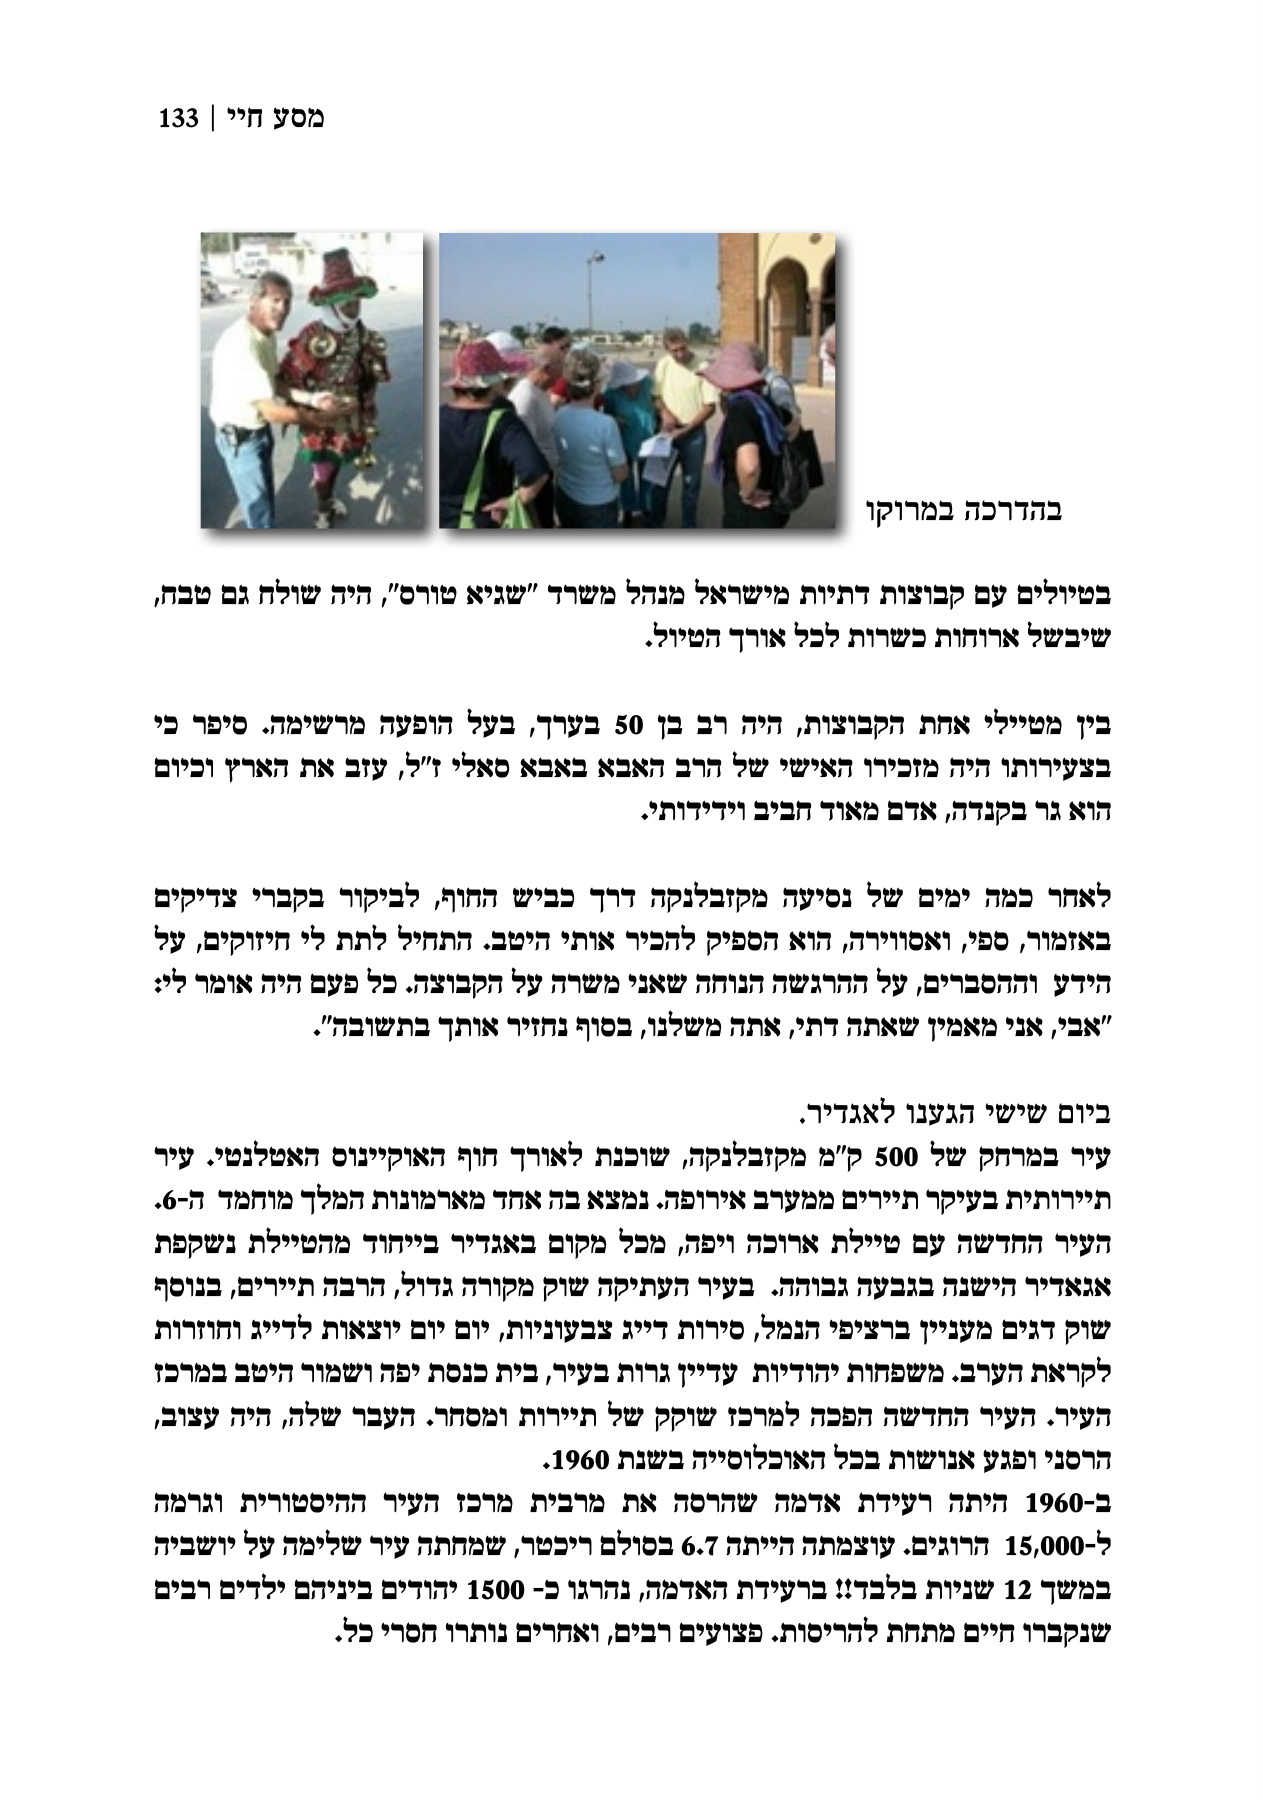 מסע חיי | 133
בהדרכה במרוקו
בטיולים עם קבוצות דתיות מישראל מנהל משרד "שגיא טורס", היה שולח גם טבח,
שיבשל ארוחות כשרות לכל אורך הטיול.
בין מטיילי אחת הקבוצות, היה רב בן 50 בערך, בעל הופעה מרשימה. סיפר כי
בצעירותו היה מזכירו האישי של הרב האבא באבא סאלי ז"ל, עזב את הארץ וכיום
הוא גר בקנדה, אדם מאוד חביב וידידותי.
לאחר כמה ימים של נסיעה מקזבלנקה דרך כביש החוף, לביקור בקברי צדיקים
באזמור, ספי, ואסווירה, הוא הספיק להכיר אותי היטב. התחיל לתת לי חיזוקים, על
הידע וההסברים, על ההרגשה הנוחה שאני משרה על הקבוצה. כל פעם היה אומר לי:
"אבי, אני מאמין שאתה דתי, אתה משלנו, בסוף נחזיר אותך בתשובה".
ביום שישי הגענו לאגדיר.
עיר במרחק של 500 ק"מ מקזבלנקה, שוכנת לאורך חוף האוקיינוס האטלנטי. עיר
תיירותית בעיקר תיירים ממערב אירופה. נמצא בה אחד מארמונות המלך מוחמד ה-6.
העיר החדשה עם טיילת ארוכה ויפה, מכל מקום באגדיר בייחוד מהטיילת נשקפת
אגאדיר הישנה בגבעה גבוהה. בעיר העתיקה שוק מקורה גדול, הרבה תיירים, בנוסף
שוק דגים מעניין ברציפי הנמל, סירות דייג צבעוניות, יום יום יוצאות לדייג וחוזרות
לקראת הערב. משפחות יהודיות עדיין גרות בעיר, בית כנסת יפה ושמור היטב במרכז
העיר. העיר החדשה הפכה למרכז שוקק של תיירות ומסחר. העבר שלה, היה עצוב,
הרסני ופגע אנושות בכל האוכלוסייה בשנת 1960.
ב-1960 היתה רעידת אדמה שהרסה את מרבית מרכז העיר ההיסטורית וגרמה
ל-15,000 הרוגים. עוצמתה הייתה 6.7 בסולם ריכטר, שמחתה עיר שלימה על יושביה
במשך 12 שניות בלבד!! ברעידת האדמה, נהרגו כ- 1500 יהודים ביניהם ילדים רבים
שנקברו חיים מתחת להריסות. פצועים רבים, ואחרים נותרו חסרי כל.